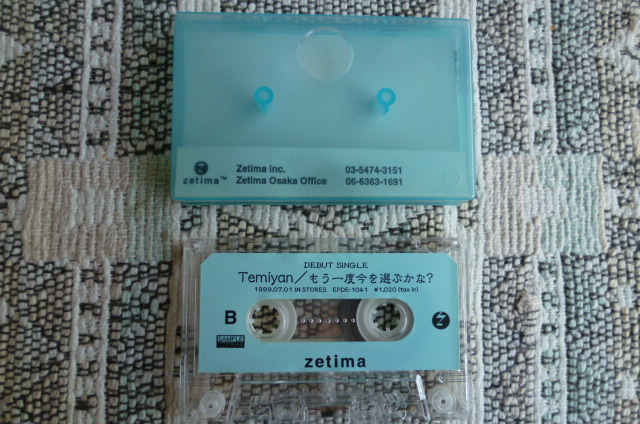 zetima™
Zetima inc. 03-5474-3151
Zetima Osaka Office 06-6363-1691
DEBUT SINGLE
Temiyan／もう一度今を選ぶかな?
1999.07.01 IN STORES EPDE-1041 ¥1,020 (tax in)
B
SAMPLE
zetima